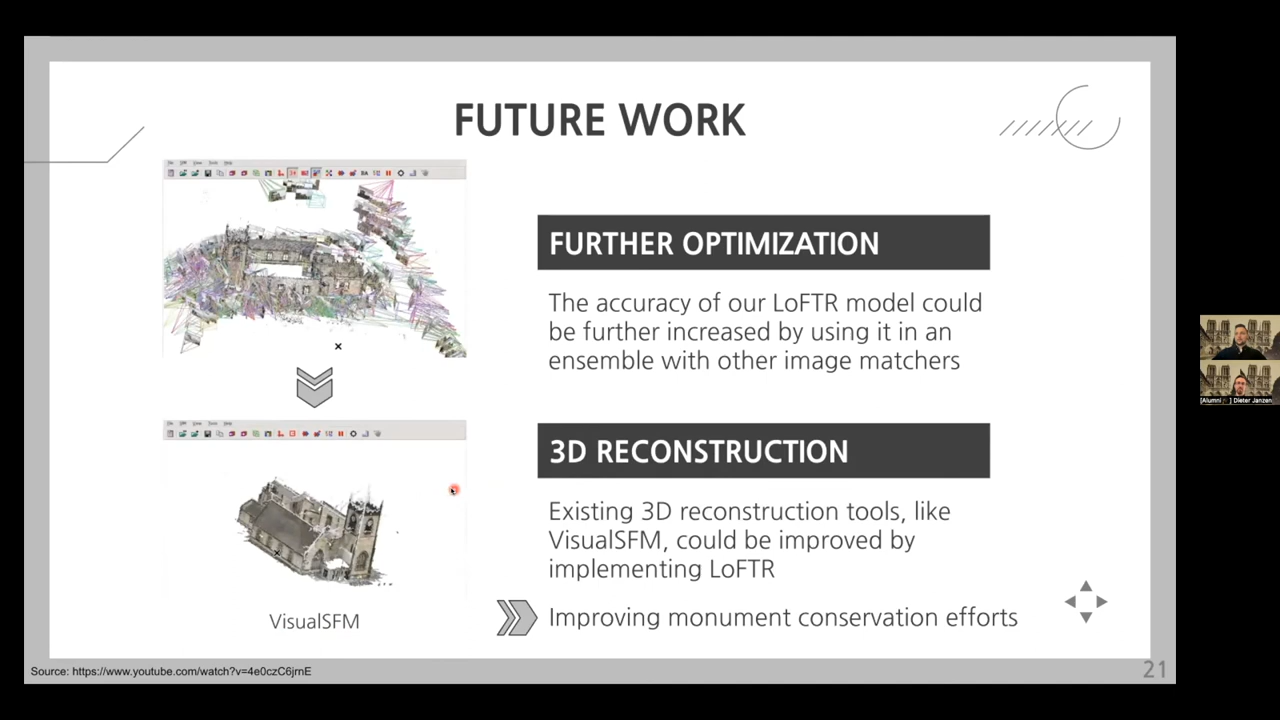 FUTURE WORK
FURTHER OPTIMIZATION
The accuracy of our LoFTR model could
be further increased by using it in an
ensemble with other image matchers
3D RECONSTRUCTION
Existing 3D reconstruction tools, like
VisualSFM, could be improved by
implementing LoFTR
Improving monument conservation efforts
VisualSFM
Source: https://www.youtube.com/watch?v=4e0czC6jrnE
21
[Alumni
] Dieter Janzen